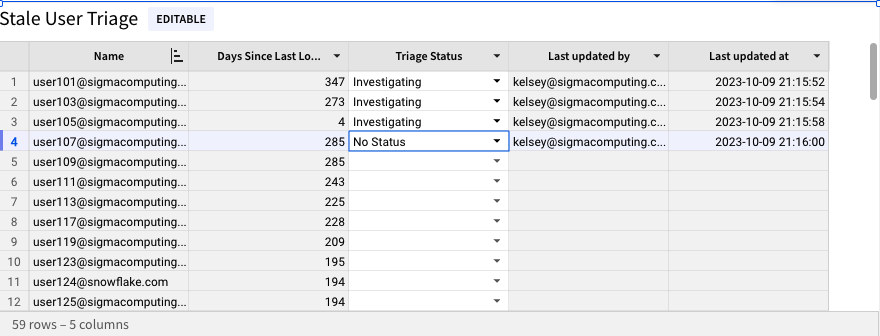 Stale User Triage EDITABLE
Name Days Since Last Lo... Triage Status Last updated by Last updated at
1 user101@sigmacomputing... 347 Investigating kelsey@sigmacomputing.c... 2023-10-09 21:15:52
2 user103@sigmacomputing... 273 Investigating kelsey@sigmacomputing.c... 2023-10-09 21:15:54
3 user105@sigmacomputing... 4 Investigating kelsey@sigmacomputing.c... 2023-10-09 21:15:58
4 user107@sigmacomputing... 285 No Status kelsey@sigmacomputing.c... 2023-10-09 21:16:00
5 user109@sigmacomputing... 285
6 user111@sigmacomputing... 243
7 user113@sigmacomputing... 225
8 user117@sigmacomputing... 228
9 user119@sigmacomputing... 209
10 user123@sigmacomputing... 195
11 user124@snowflake.com 194
12 user125@sigmacomputing... 194
59 rows – 5 columns